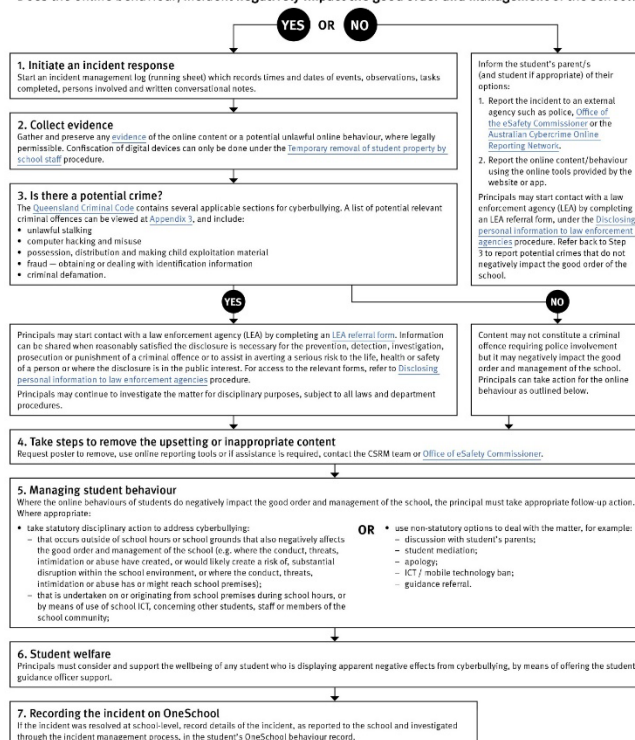 Does the online behaviour/incident negatively impact the good order and management of the school?
YES OR NO
1. Initiate an incident response
Start an incident management log (running sheet) which records times and dates of events, observations, tasks
completed, persons involved and written conversational notes.
2. Collect evidence
Gather and preserve any evidence of the online content or a potential unlawful online behaviour, where legally
permissible. Confiscation of digital devices can only be done under the Temporary removal of student property by
school staff procedure.
3. Is there a potential crime?
The Queensland Criminal Code contains several applicable sections for cyberbullying. A list of potential relevant
criminal offences can be viewed at Appendix 3, and include:
• unlawful stalking
• computer hacking and misuse
• possession, distribution and making child exploitation material
• fraud — obtaining or dealing with identification information
• criminal defamation.
Inform the student's parent/s
(and student if appropriate) of their
options:
1. Report the incident to an external
agency such as police, Office of
the eSafety Commissioner or the
Australian Cybercrime Online
Reporting Network.
2. Report the online content/behaviour
using the online tools provided by the
website or app.
Principals may start contact with a law
enforcement agency (LEA) by completing
an LEA referral form, under the Disclosing
personal information to law enforcement
agencies procedure. Refer back to Step
3 to report potential crimes that do not
negatively impact the good order of the
school.
YES
NO
Principals may start contact with a law enforcement agency (LEA) by completing an LEA referral form. Information
can be shared when reasonably satisfied the disclosure is necessary for the prevention, detection, investigation,
prosecution or punishment of a criminal offence or to assist in averting a serious risk to the life, health or safety
of a person or where the disclosure is in the public interest. For access to the relevant forms, refer to Disclosing
personal information to law enforcement agencies procedure.
Principals may continue to investigate the matter for disciplinary purposes, subject to all laws and department
procedures.
Content may not constitute a criminal
offence requiring police involvement
but it may negatively impact the good
order and management of the school.
Principals can take action for the online
behaviour as outlined below.
4. Take steps to remove the upsetting or inappropriate content
Request poster to remove, use online reporting tools or if assistance is required, contact the CSRM team or Office of eSafety Commissioner.
5. Managing student behaviour
Where the online behaviours of students do negatively impact the good order and management of the school, the principal must take appropriate follow-up action.
Where appropriate:
• take statutory disciplinary action to address cyberbullying:
– that occurs outside of school hours or school grounds that also negatively affects
the good order and management of the school (e.g. where the conduct, threats,
intimidation or abuse have created, or would likely create a risk of, substantial
disruption within the school environment, or where the conduct, threats,
intimidation or abuse has or might reach school premises);
– that is undertaken on or originating from school premises during school hours, or
by means of use of school ICT, concerning other students, staff or members of the
school community;
OR
• use non-statutory options to deal with the matter, for example:
– discussion with student's parents;
– student mediation;
– apology;
– ICT / mobile technology ban;
– guidance referral.
6. Student welfare
Principals must consider and support the wellbeing of any student who is displaying apparent negative effects from cyberbullying, by means of offering the student
guidance officer support.
7. Recording the incident on OneSchool
If the incident was resolved at school-level, record details of the incident, as reported to the school and investigated
through the incident management process, in the student's OneSchool behaviour record.